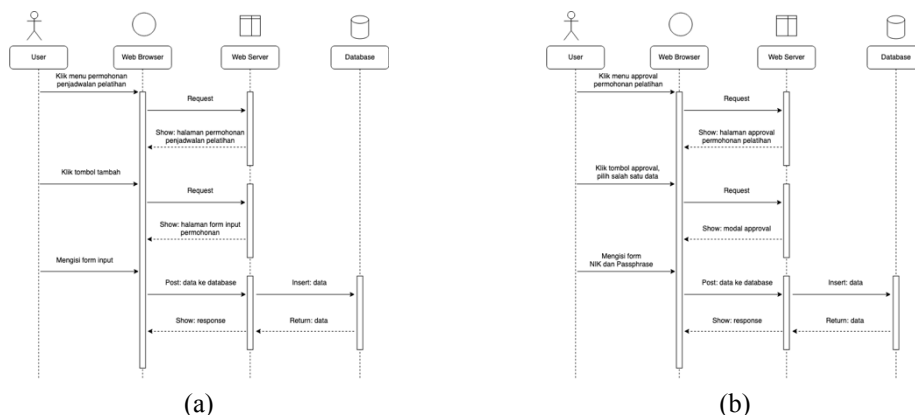 User
Web Browser
Web Server
Database
Klik menu permohonan
penjadwalan pelatihan
Request
Show: halaman permohonan
penjadwalan pelatihan
Klik tombol tambah
Request
Show: halaman form input
permohonan
Mengisi form input
Post: data ke database
Insert: data
Show: response
Return: data
(a)
User
Web Browser
Web Server
Database
Klik menu approval
permohonan pelatihan
Request
Show: halaman approval
permohonan pelatihan
Klik tombol approval,
pilih salah satu data
Request
Show: modal approval
Mengisi form
NIK dan Passphrase
Post: data ke database
Insert: data
Show: response
Return: data
(b)